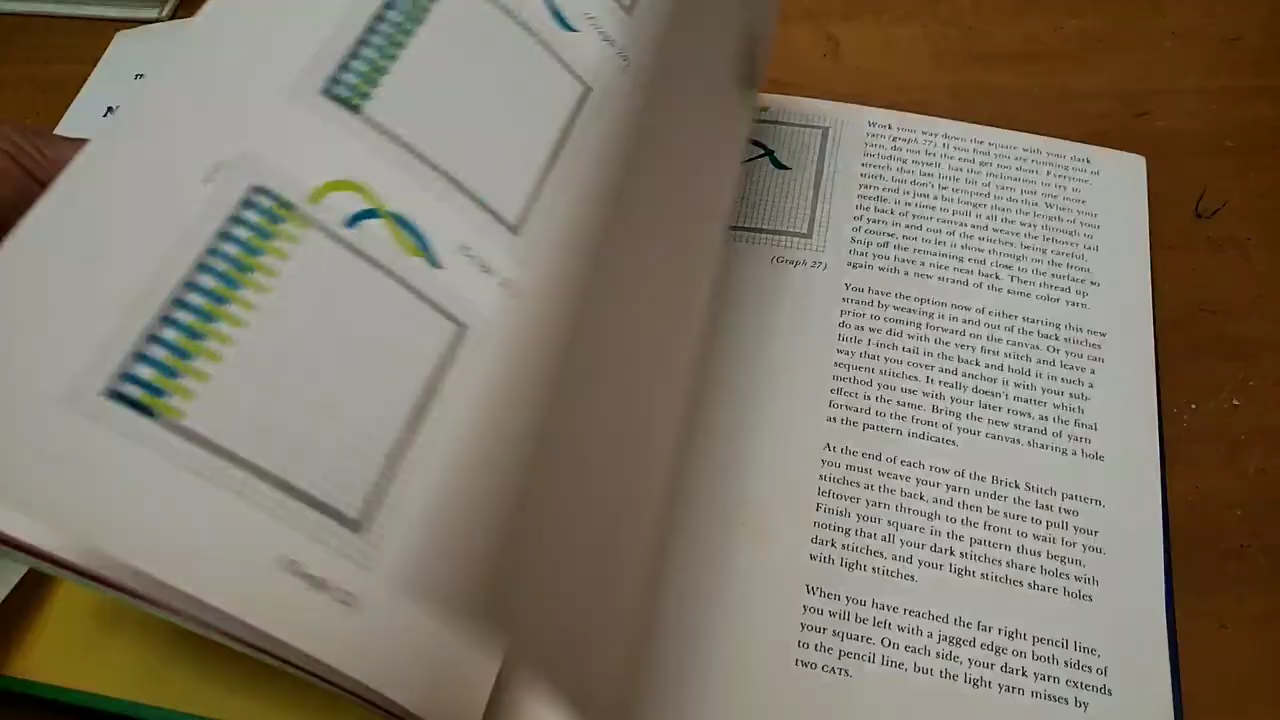 (Graph 27)
Work your way down the square with your dark
yarn (graph 27). If you find you are running out of
yarn, do not let the end get too short. Everyone,
including myself, has the inclination to try to
stretch that last little bit of yarn just one more
stitch, but don't be tempted to do this. When your
yarn end is just a bit longer than the length of your
needle, it is time to pull it all the way through to
the back of your canvas and weave the leftover tail
of yarn in and out of the stitches, being careful,
of course, not to let it show through on the front.
Snip off the remaining end close to the surface so
that you have a nice neat back. Then thread up
again with a new strand of the same color yarn.
You have the option now of either starting this new
strand by weaving it in and out of the back stitches
prior to coming forward on the canvas. Or you can
do as we did with the very first stitch and leave a
little 1-inch tail in the back and hold it in such a
way that you cover and anchor it with your sub-
sequent stitches. It really doesn't matter which
method you use with your later rows, as the final
effect is the same. Bring the new strand of yarn
forward to the front of your canvas, sharing a hole
as the pattern indicates.
At the end of each row of the Brick Stitch pattern,
you must weave your yarn under the last two
stitches at the back, and then be sure to pull your
leftover yarn through to the front to wait for you.
Finish your square in the pattern thus begun,
noting that all your dark stitches share holes with
dark stitches, and your light stitches share holes
with light stitches.
When you have reached the far right pencil line,
you will be left with a jagged edge on both sides of
your square. On each side, your dark yarn extends
to the pencil line, but the light yarn misses by
two CATS.